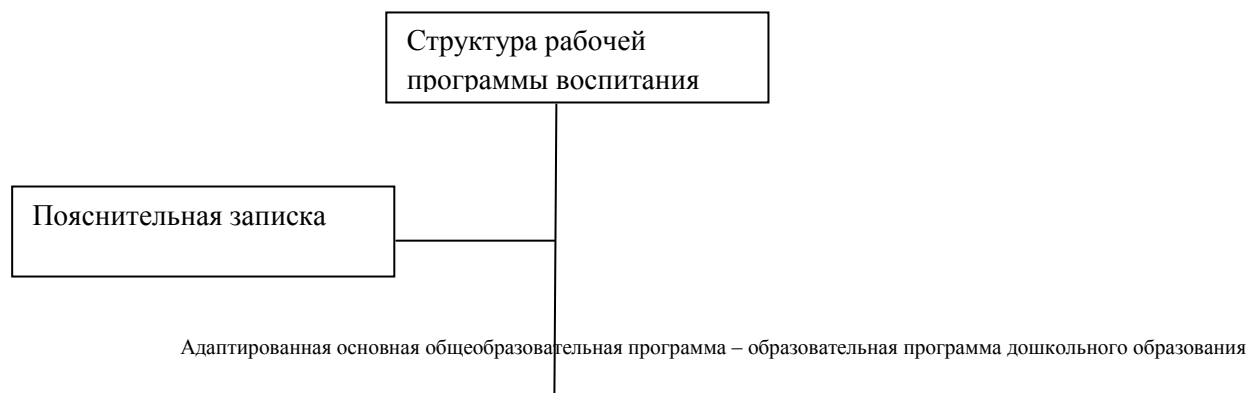 Структура рабочей
программы воспитания
Пояснительная записка
Адаптированная основная общеобразовательная программа – образовательная программа дошкольного образования